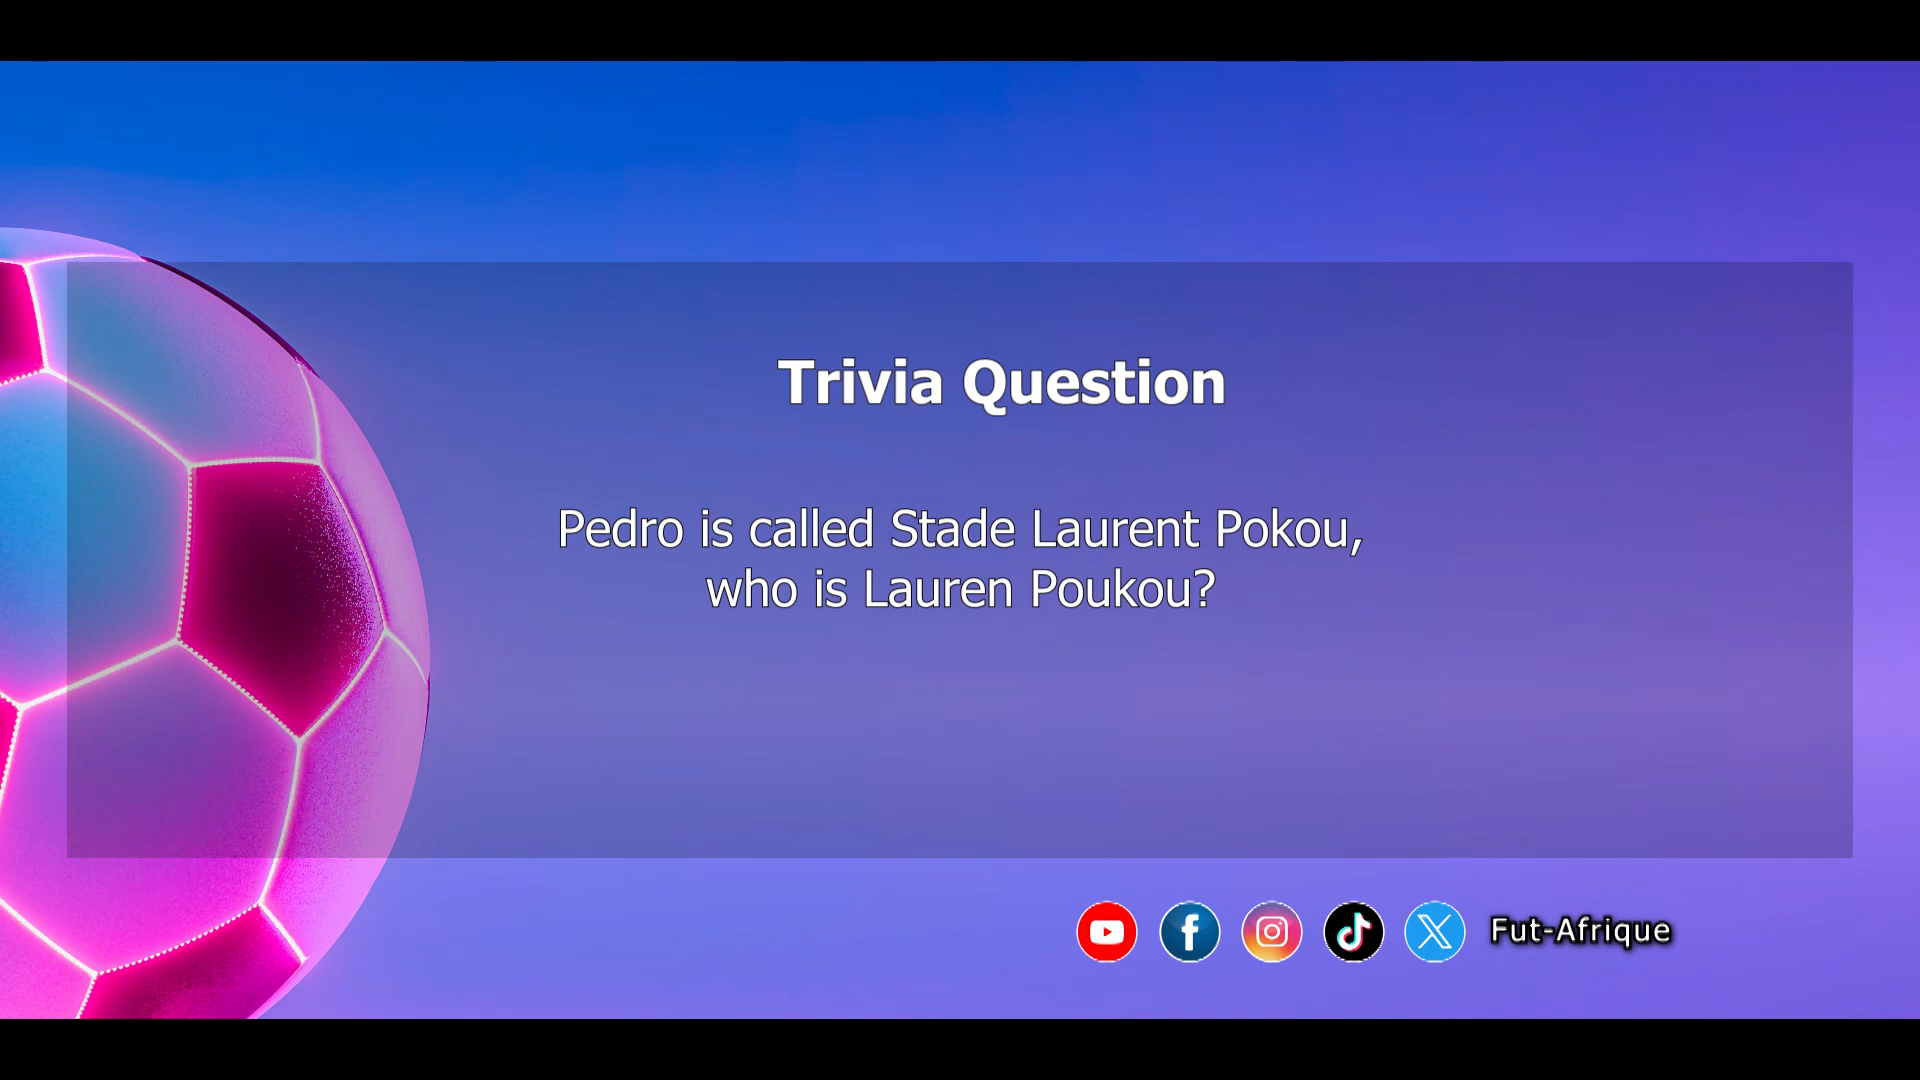 Trivia Question
Pedro is called Stade Laurent Pokou,
who is Lauren Poukou?
Fut-Afrique